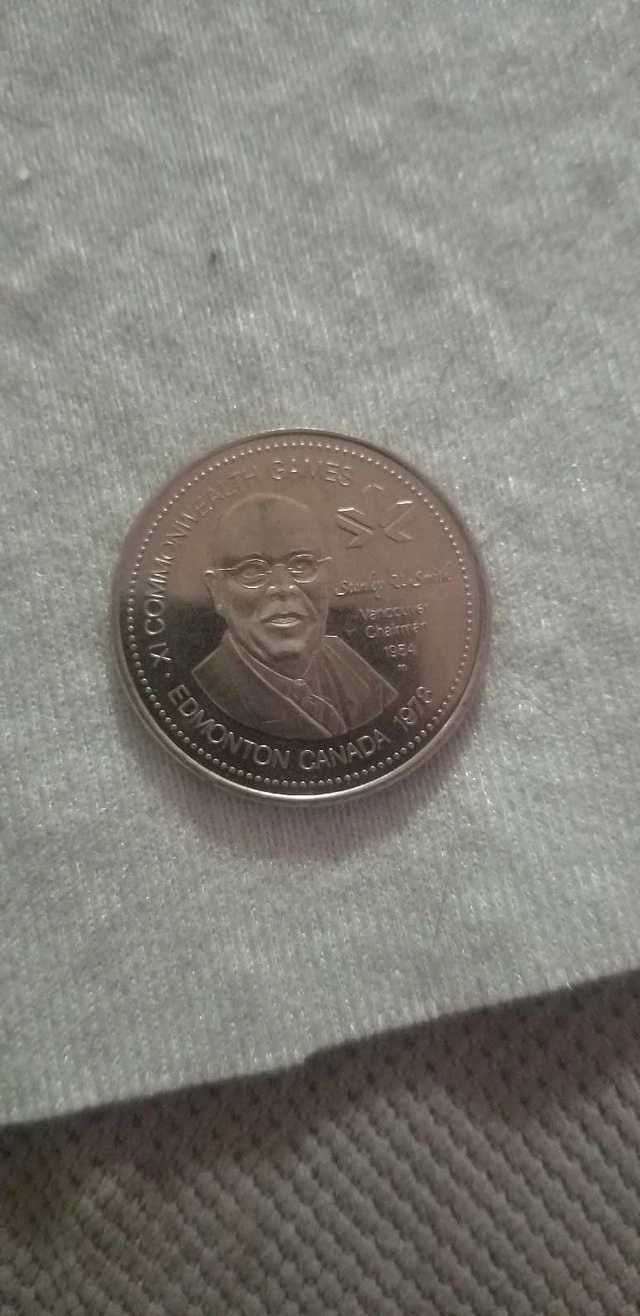 XI COMMONWEALTH GAMES
Stanley W. Smith
Vancouver
Chairman
1954
· EDMONTON CANADA 1978